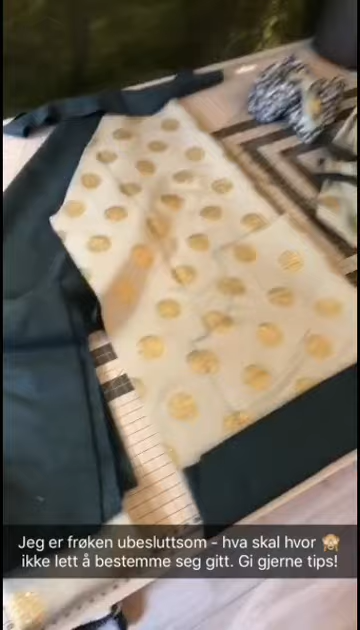 Jeg er frøken ubesluttsom - hva skal hvor 🙈
ikke lett å bestemme seg gitt. Gi gjerne tips!